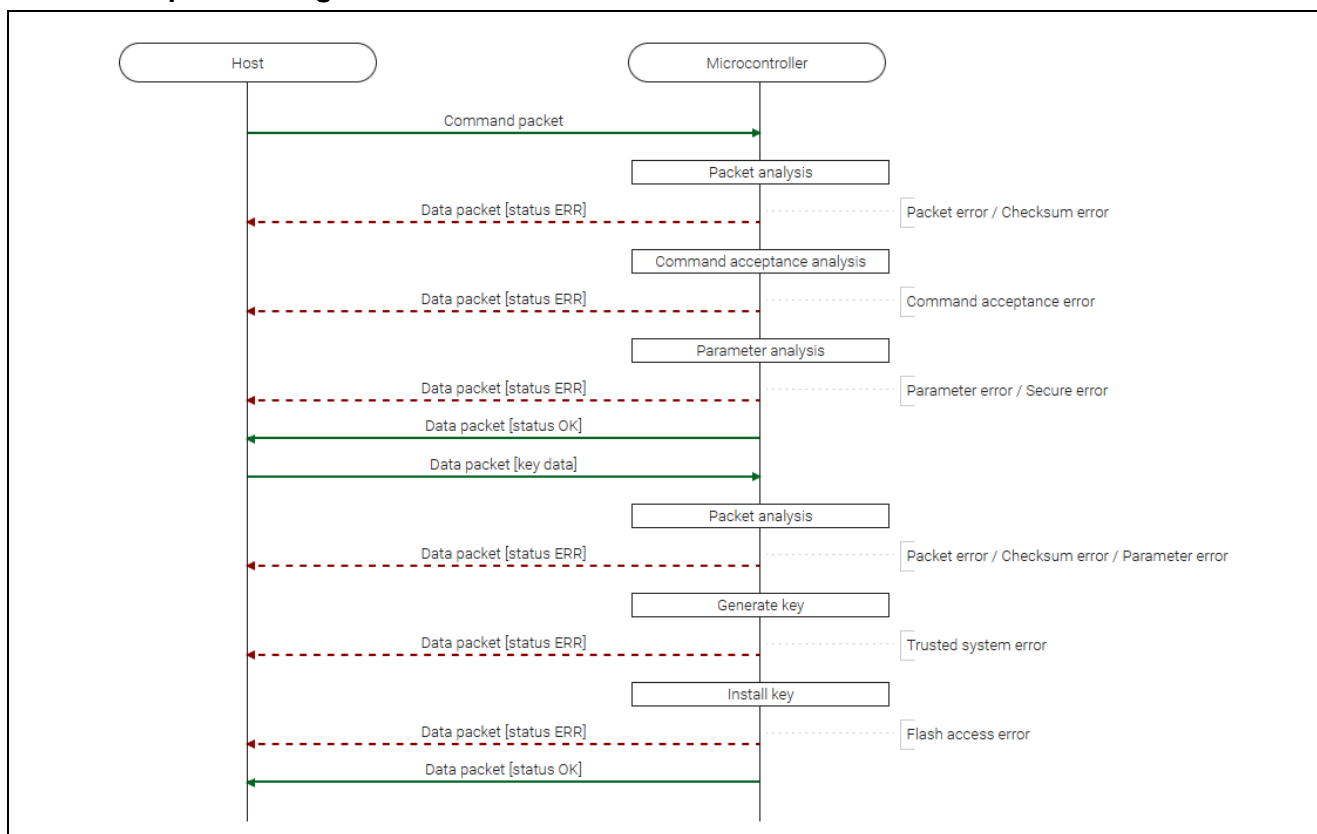 Host
Microcontroller
Command packet
Packet analysis
Data packet [status ERR]
Packet error / Checksum error
Command acceptance analysis
Data packet [status ERR]
Command acceptance error
Parameter analysis
Data packet [status ERR]
Parameter error / Secure error
Data packet [status OK]
Data packet [key data]
Packet analysis
Data packet [status ERR]
Packet error / Checksum error / Parameter error
Generate key
Data packet [status ERR]
Trusted system error
Install key
Data packet [status ERR]
Flash access error
Data packet [status OK]